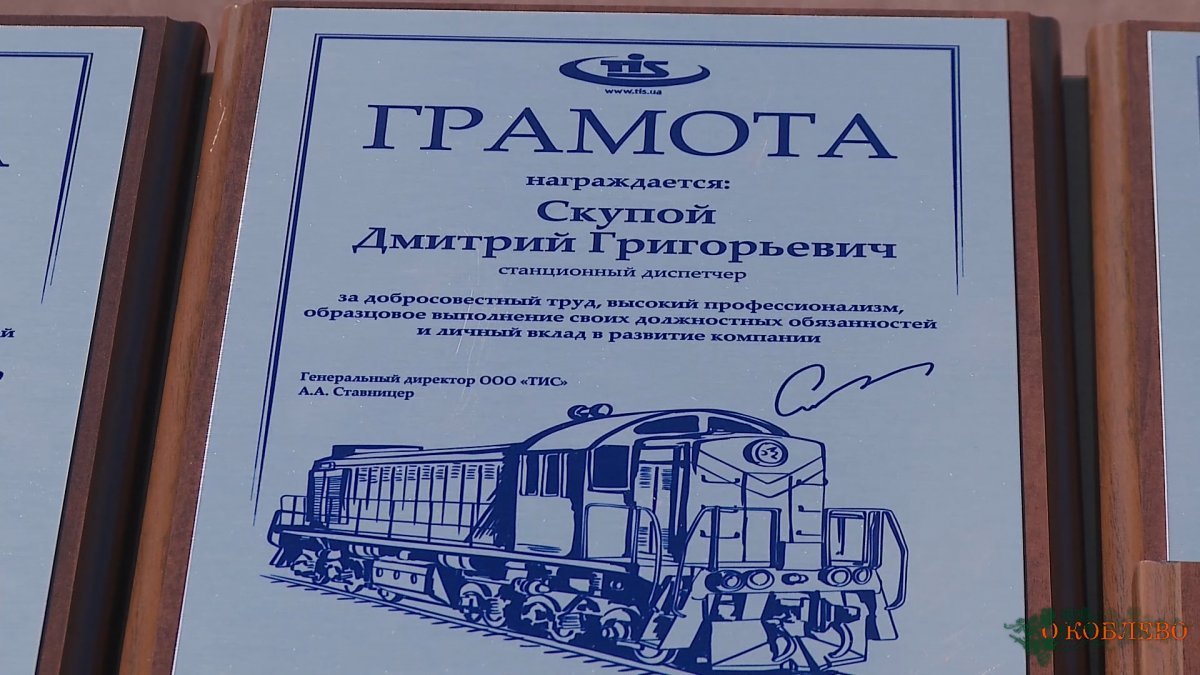 TIS
www.tis.ua
ГРАМОТА
награждается:
Скупой
Дмитрий Григорьевич
станционный диспетчер
за добросовестный труд, высокий профессионализм,
образцовое выполнение своих должностных обязанностей
и личный вклад в развитие компании
Генеральный директор ООО «ТИС»
А.А. Ставницер
О КОБЛЕВО